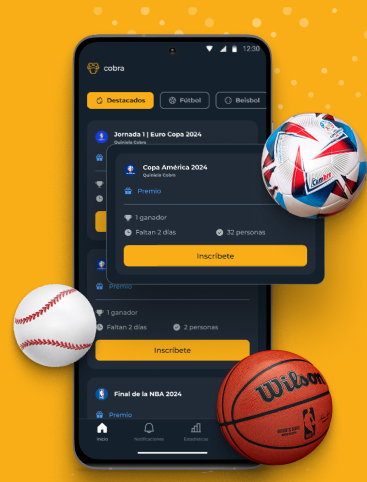 12:30
cobra
Destacados
Fútbol
Beisbol
Jornada 1 | Euro Copa 2024
Quiniela Cobra
Copa América 2024
Quiniela Cobra
Premio
1 ganador
Faltan 2 días
32 personas
Inscríbete
Premio
1 ganador
Faltan 2 días
2 personas
Inscríbete
Final de la NBA 2024
Premio
Inicio
Notificaciones
Estadísticas
Cumbre
Wilson